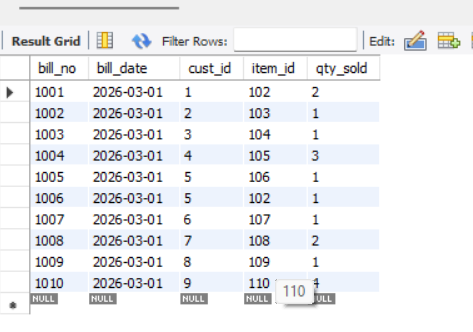 Result Grid Filter Rows: Edit:
bill_no bill_date cust_id item_id qty_sold
1001 2026-03-01 1 102 2
1002 2026-03-01 2 103 1
1003 2026-03-01 3 104 1
1004 2026-03-01 4 105 3
1005 2026-03-01 5 106 1
1006 2026-03-01 5 102 1
1007 2026-03-01 6 107 1
1008 2026-03-01 7 108 2
1009 2026-03-01 8 109 1
1010 2026-03-01 9 110 110
NULL NULL NULL NULL